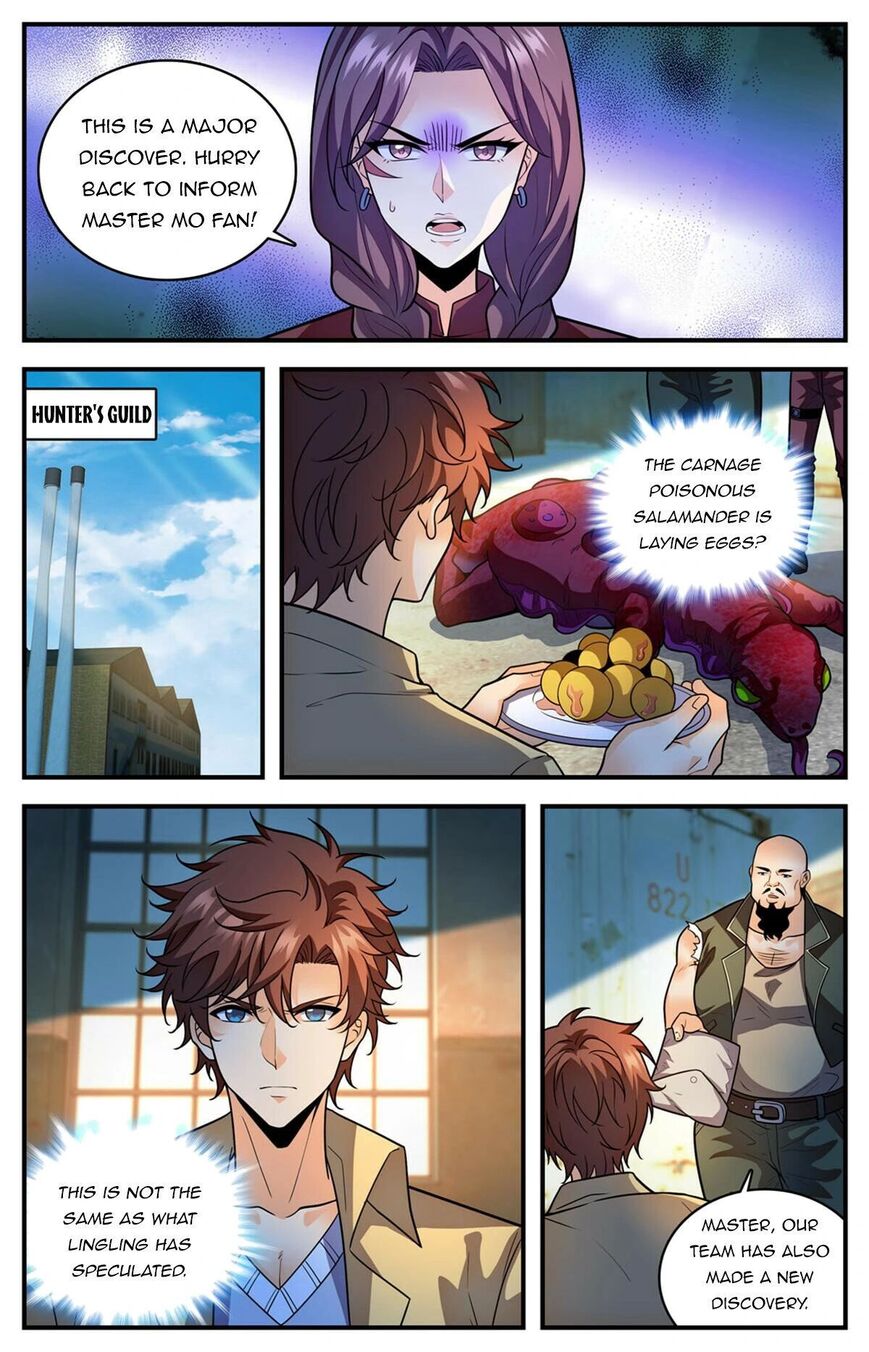 THIS IS A MAJOR
DISCOVER. HURRY
BACK TO INFORM
MASTER MO FAN!
HUNTER'S GUILD
THE CARNAGE
POISONOUS
SALAMANDER IS
LAYING EGGS?
THIS IS NOT THE
SAME AS WHAT
LINGLING HAS
SPECULATED.
U
822
MASTER, OUR
TEAM HAS ALSO
MADE A NEW
DISCOVERY.